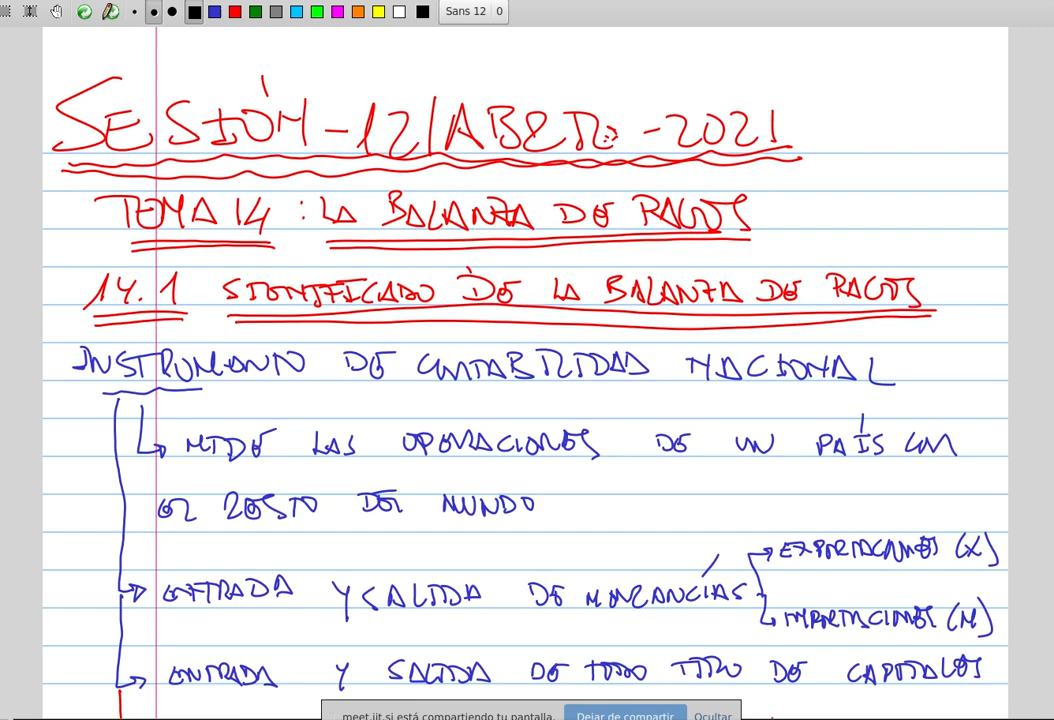 Sans 12 0
SESIÓN-12/ABRIL-2021
TEMA 14: LA BALANZA DE PAGOS
14.1 SIGNIFICADO DE LA BALANZA DE PAGOS
INSTRUMENTO DE CONTABILIDAD NACIONAL
MIDE LAS OPERACIONES DE UN PAÍS CON
EL RESTO DEL MUNDO
EXPORTACIONES (X)
ENTRADA Y SALIDA DE MERCANCÍAS
IMPORTACIONES (M)
ENTRADA Y SALIDA DE TODO TIPO DE CAPITALES
meet.jit.si está compartiendo tu pantalla. Dejar de compartir Ocultar